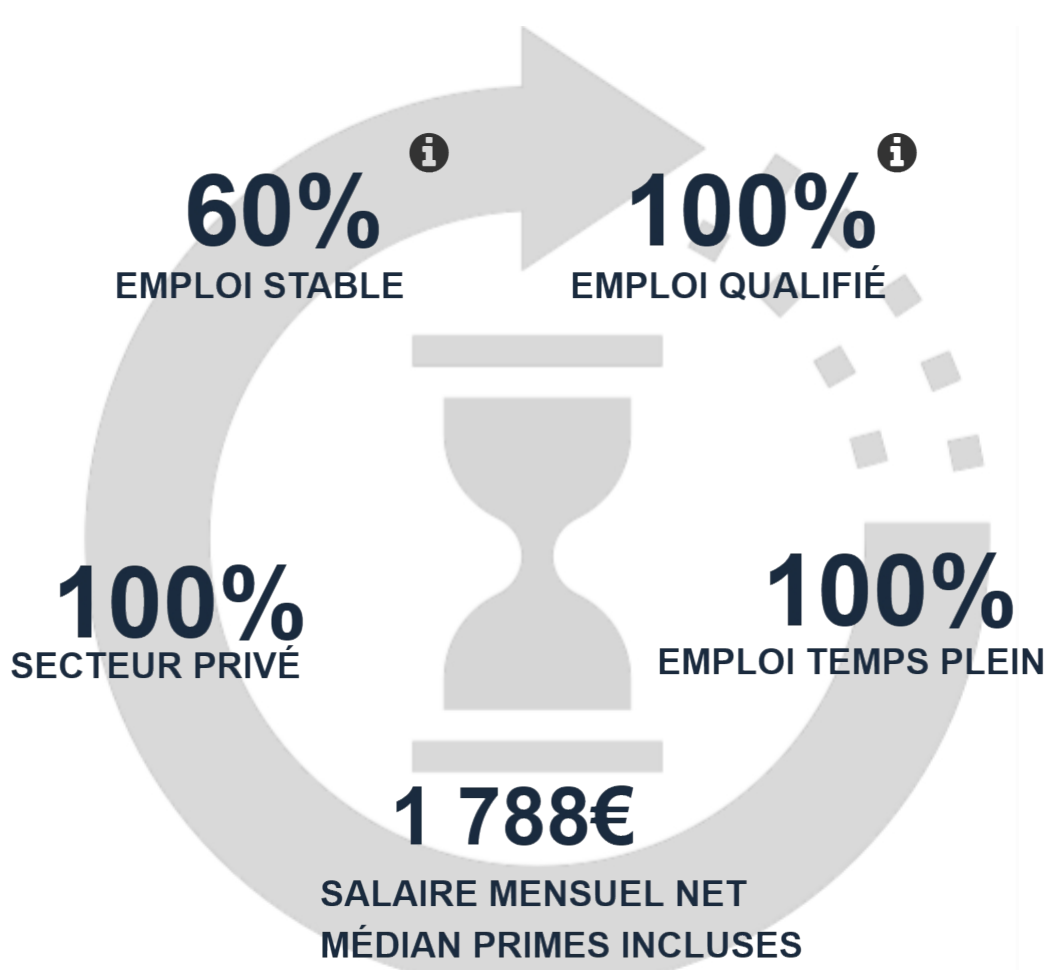 60%
EMPLOI STABLE
100%
EMPLOI QUALIFIÉ
100%
SECTEUR PRIVÉ
100%
EMPLOI TEMPS PLEIN
1 788€
SALAIRE MENSUEL NET
MÉDIAN PRIMES INCLUSES